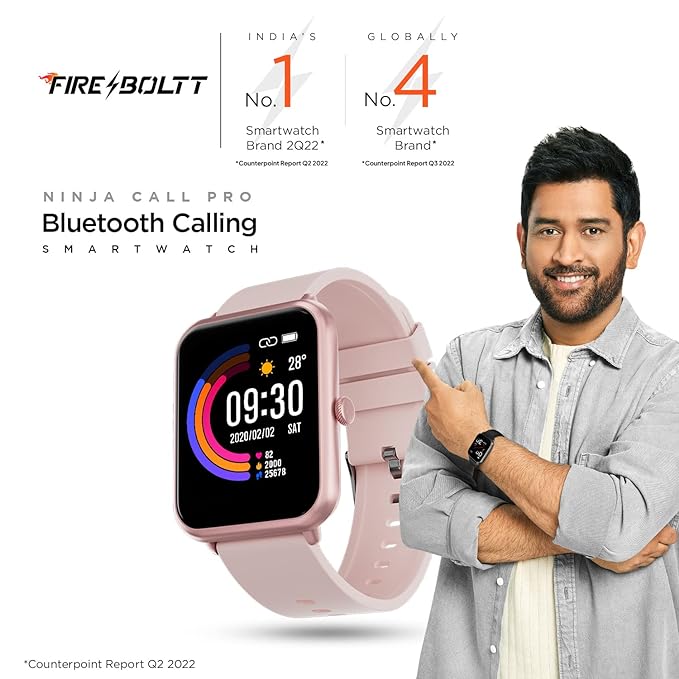 FIRE-BOLTT
INDIA'S
No.1
Smartwatch
Brand 2Q22*
*Counterpoint Report Q2 2022
GLOBALLY
No.4
Smartwatch
Brand*
*Counterpoint Report Q3 2022
NINJA CALL PRO
Bluetooth Calling
SMARTWATCH
28°
09:30
2020/02/02 SAT
82
2000
25678
*Counterpoint Report Q2 2022